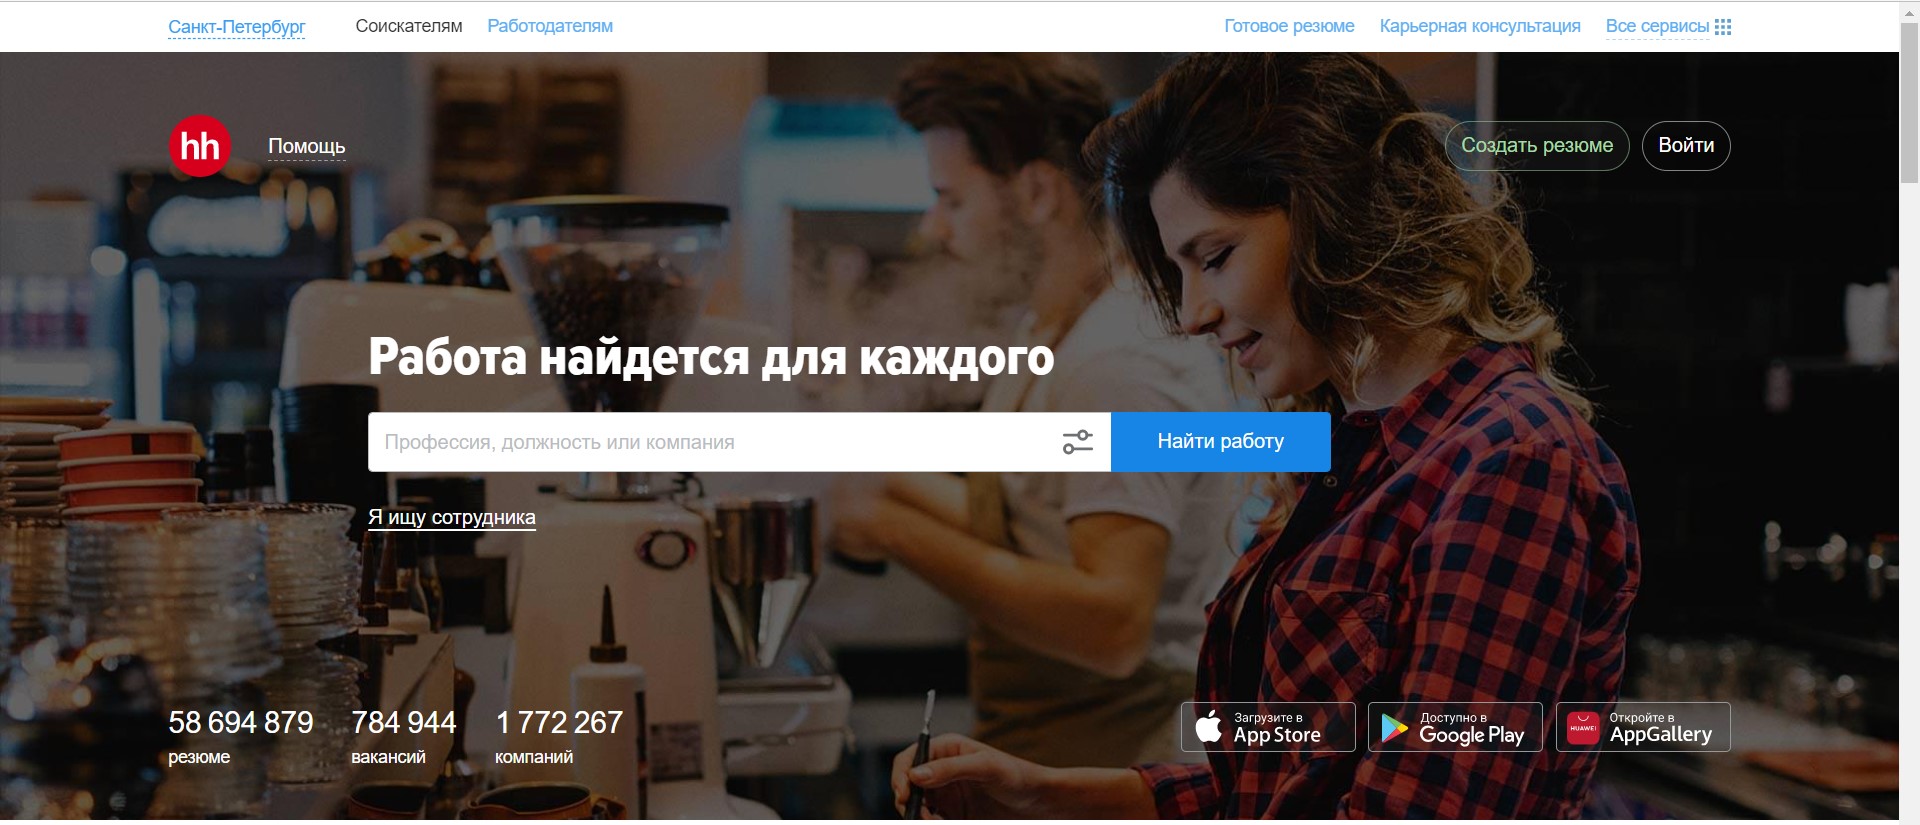 Санкт-Петербург Соискателям Работодателям Готовое резюме Карьерная консультация Все сервисы
hh Помощь Создать резюме Войти
Работа найдется для каждого
Профессия, должность или компания Найти работу
Я ищу сотрудника
58 694 879 784 944 1 772 267
резюме вакансий компаний
Загрузите в
App Store
Доступно в
Google Play
HUAWEI
Откройте в
AppGallery